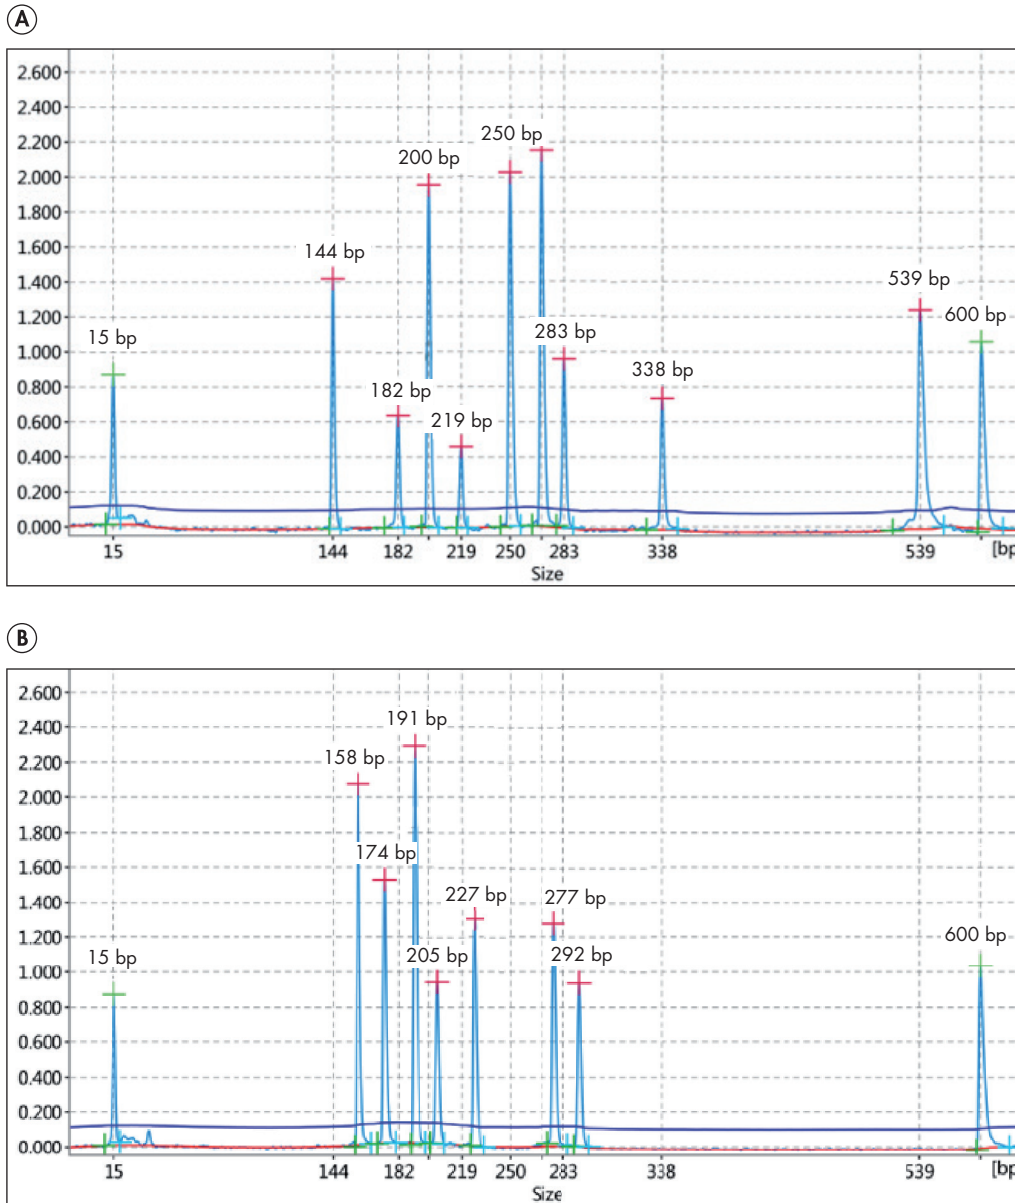 A
2.600
2.400
2.200
2.000
1.800
1.600
1.400
1.200
1.000
0.800
0.600
0.400
0.200
0.000
15 bp
144 bp
182 bp
200 bp
219 bp
250 bp
283 bp
338 bp
539 bp
600 bp
15 144 182 219 250 283 338 539 [bp
Size
B
2.600
2.400
2.200
2.000
1.800
1.600
1.400
1.200
1.000
0.800
0.600
0.400
0.200
0.000
15 bp
158 bp
174 bp
191 bp
205 bp
227 bp
277 bp
292 bp
600 bp
15 144 182 219 250 283 338 539 [bp
Size